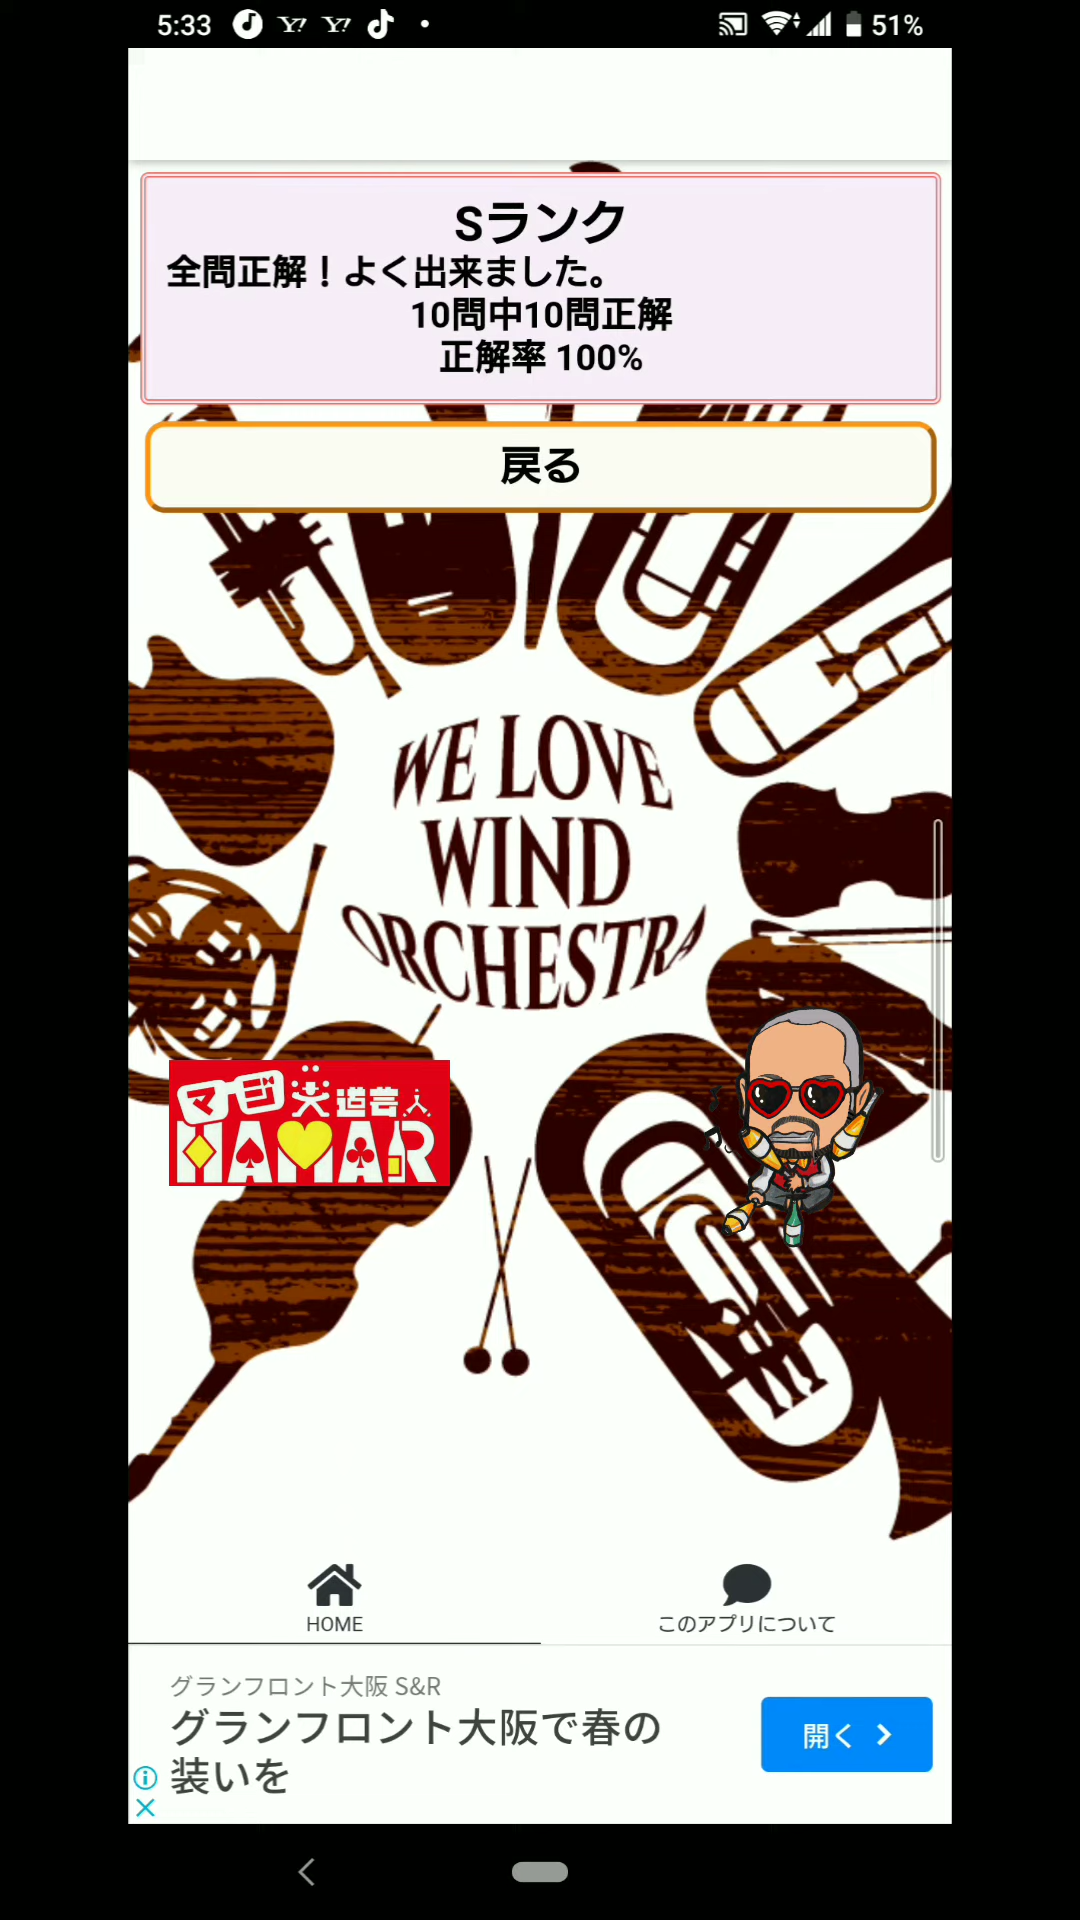 5:33
51%
Sランク
全問正解！よく出来ました。
10問中10問正解
正解率 100%
戻る
WE LOVE
WIND
ORCHESTRA
マジ大道芸人
HAMAR
HOME
このアプリについて
グランフロント大阪 S&R
グランフロント大阪で春の
装いを
開く